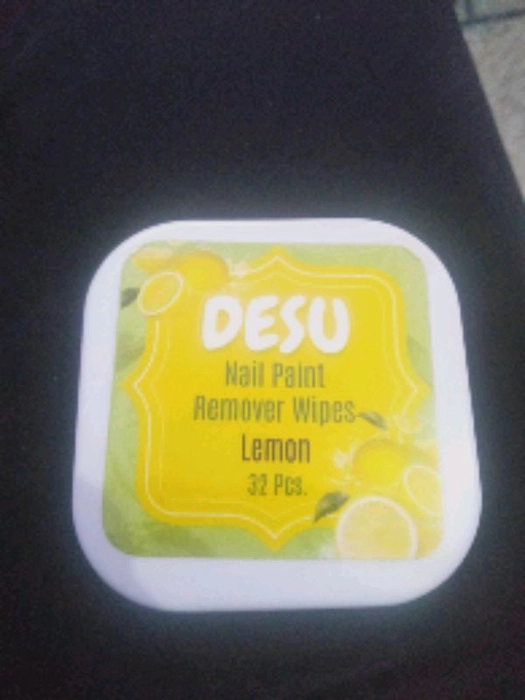 DESU
Nail Paint
Remover Wipes
Lemon
32 Pcs.